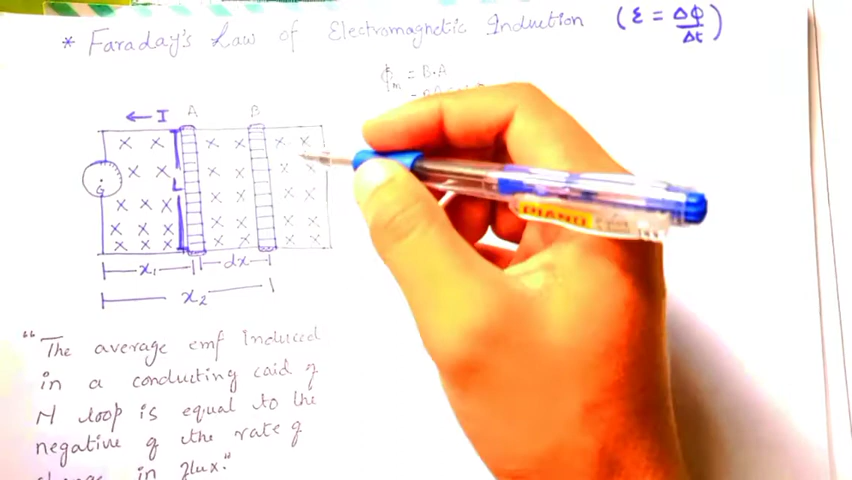 * Faraday's Law of Electromagnetic Induction (ε = Δϕ/Δt)
ϕm = B.A
← I A B
G L
x₁ dx
x₂
PIANO
"The average emf induced
in a conducting coid of
N loop is equal to the
negative of the rate of
change in flux."